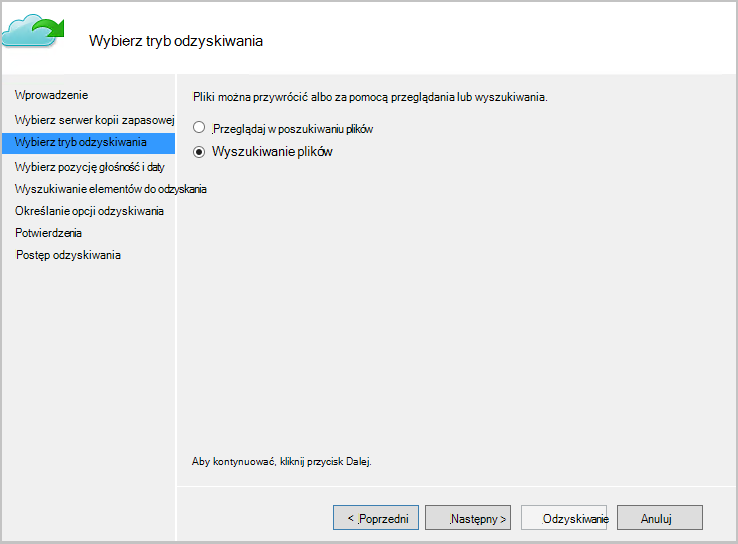 Wybierz tryb odzyskiwania
Wprowadzenie
Wybierz serwer kopii zapasowej
Wybierz tryb odzyskiwania
Wybierz pozycję głośność i daty
Wyszukiwanie elementów do odzyskania
Określanie opcji odzyskiwania
Potwierdzenia
Postęp odzyskiwania
Pliki można przywrócić albo za pomocą przeglądania lub wyszukiwania.
Przeglądaj w poszukiwaniu plików
Wyszukiwanie plików
Aby kontynuować, kliknij przycisk Dalej.
< Poprzedni
Następny >
Odzyskiwanie
Anuluj